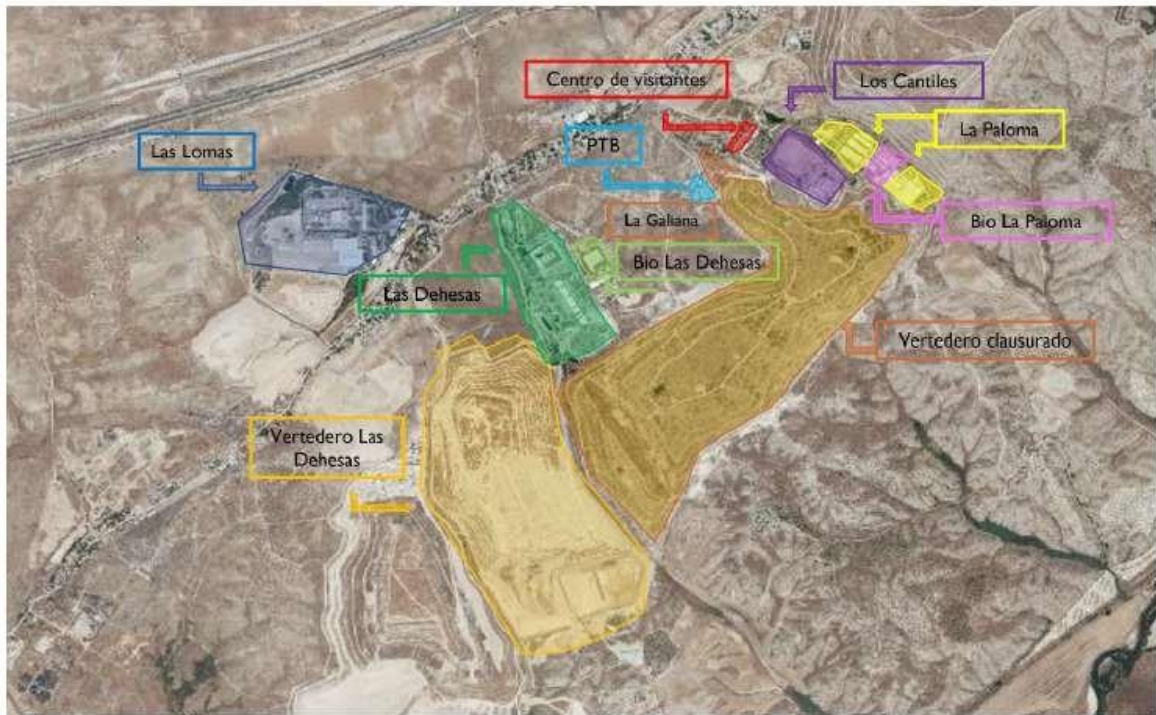 Centro de visitantes
Los Cantiles
La Paloma
PTB
Las Lomas
La Galiana
Bio La Paloma
Bio Las Dehesas
Las Dehesas
Vertedero clausurado
Vertedero Las
Dehesas